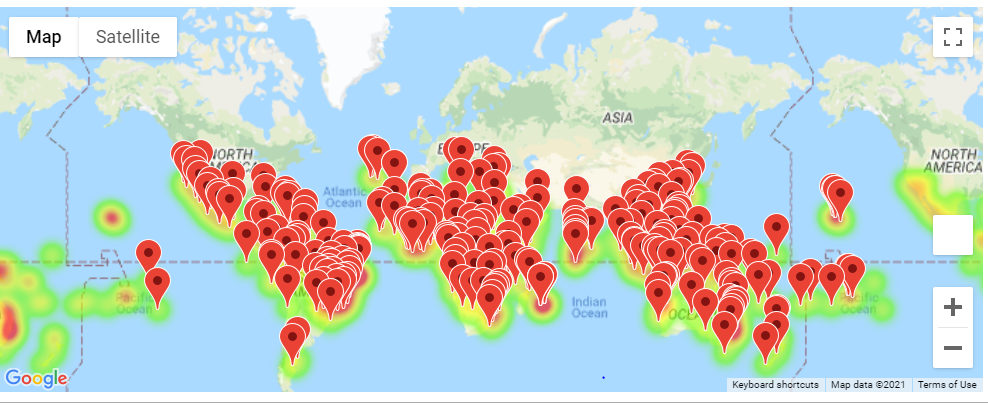 Map
Satellite
ASIA
NORTH
AMERICA
NORTH
AMERICA
Atlantic
Ocean
Pacific
Ocean
Indian
Ocean
Pacific
Ocean
Google
Keyboard shortcuts
Map data ©2021
Terms of Use